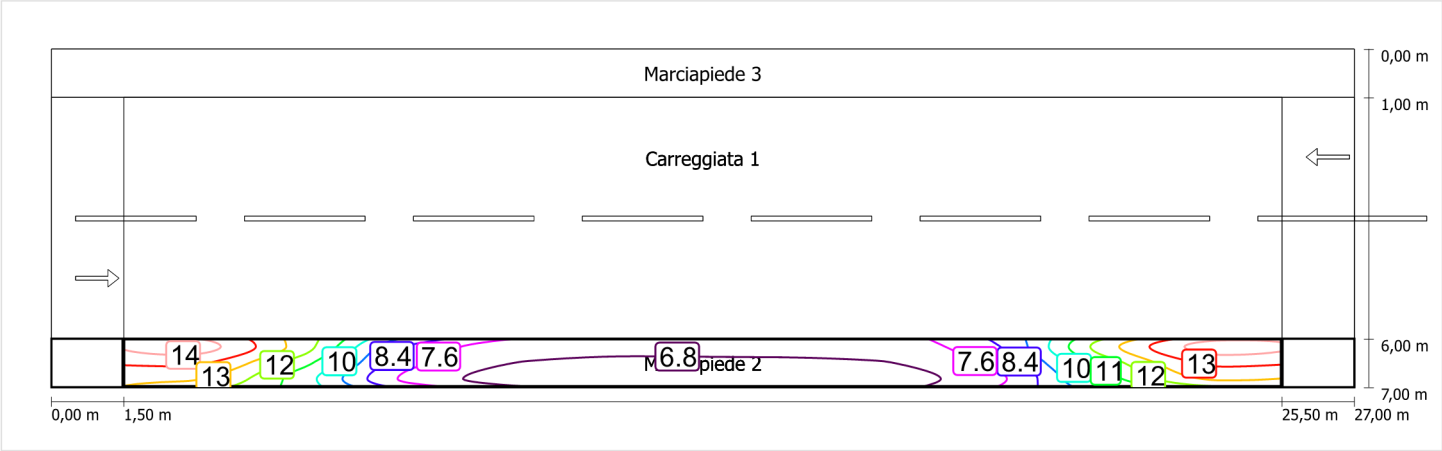 Marciapiede 3
0,00 m
1,00 m
Carreggiata 1
14
13
12
10
8.4
7.6
6.8
7.6
8.4
10
11
12
13
piede 2
6,00 m
7,00 m
0,00 m
1,50 m
25,50 m
27,00 m